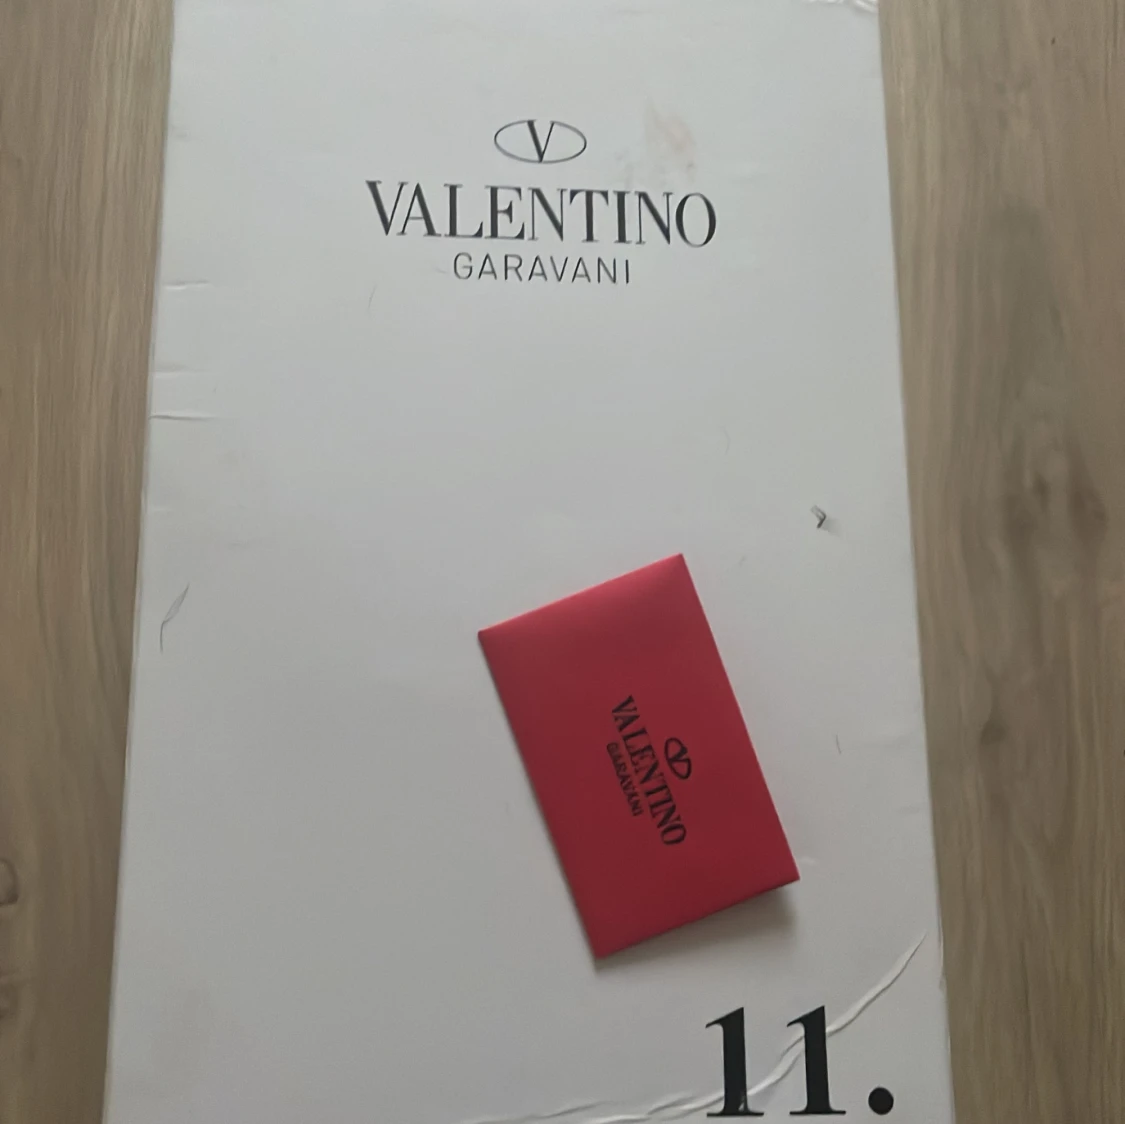 V
VALENTINO
GARAVANI
V
VALENTINO
GARAVANI
11.